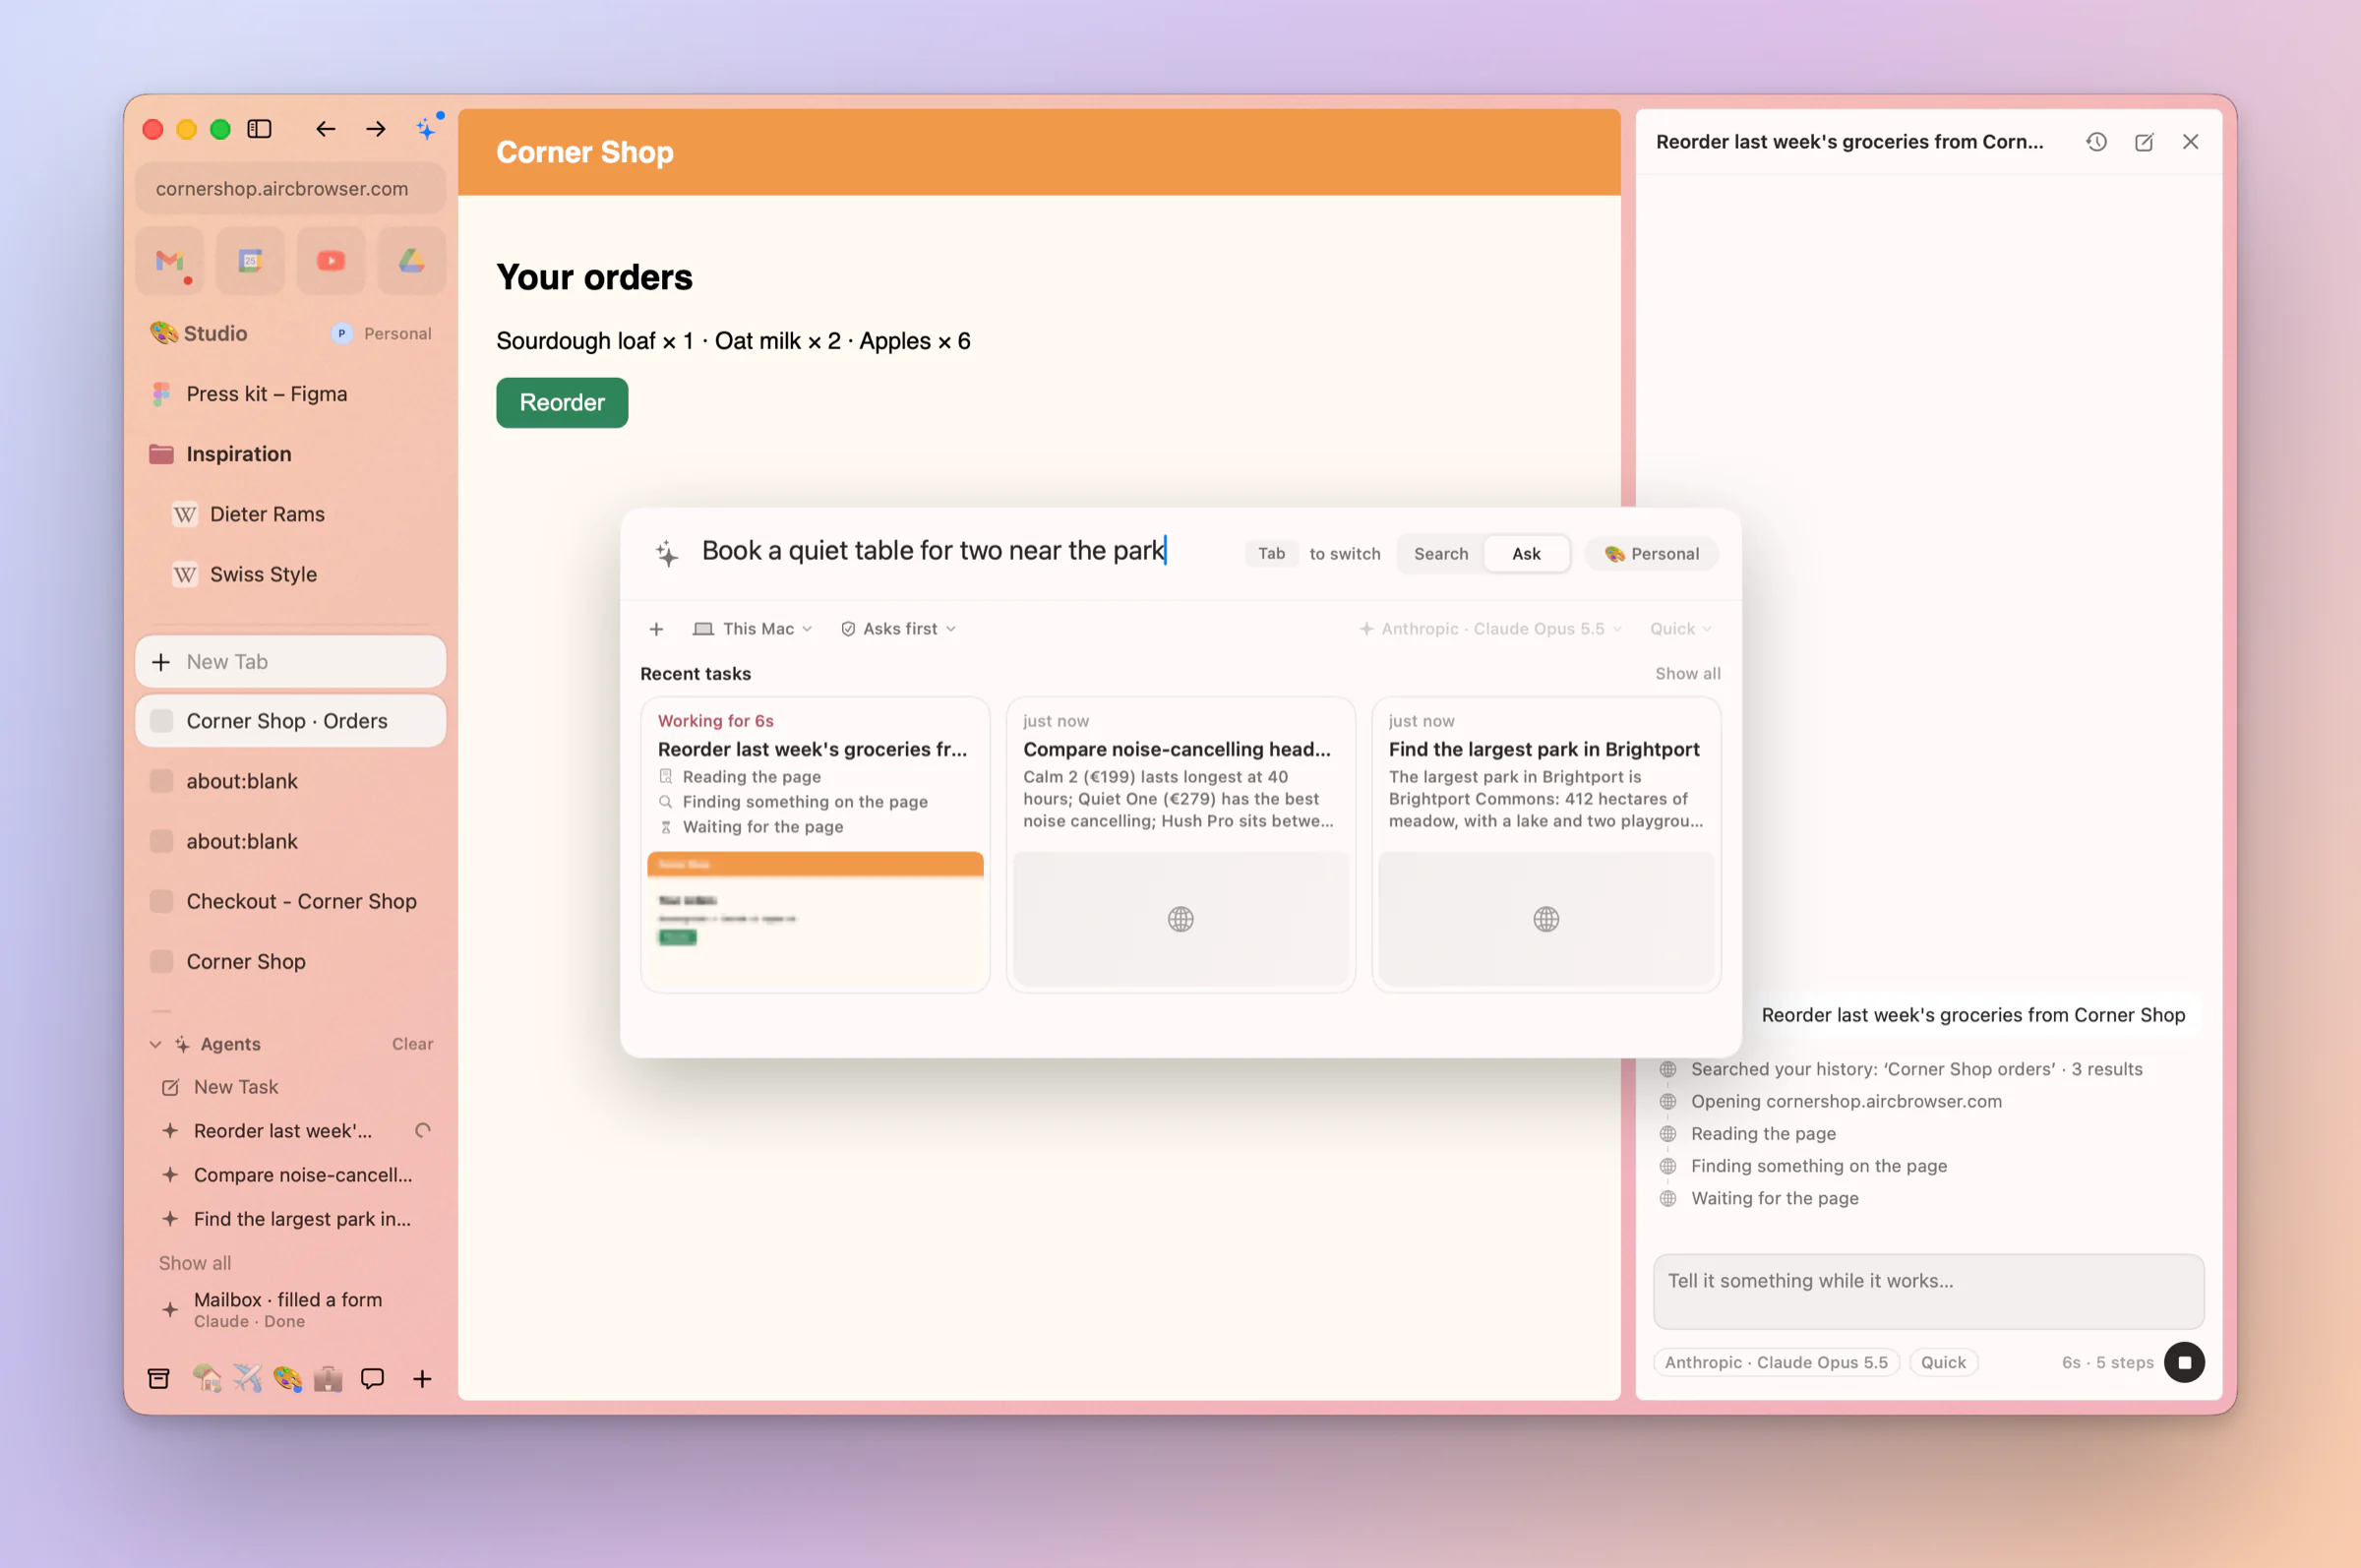 cornershop.aircbrowser.com
25
🎨 Studio
P Personal
Press kit – Figma
Inspiration
W Dieter Rams
W Swiss Style
+ New Tab
Corner Shop · Orders
about:blank
about:blank
Checkout - Corner Shop
Corner Shop
Agents
Clear
New Task
Reorder last week'...
Compare noise-cancell...
Find the largest park in...
Show all
Mailbox · filled a form
Claude · Done
Corner Shop
Your orders
Sourdough loaf × 1 · Oat milk × 2 · Apples × 6
Reorder
Book a quiet table for two near the park
Tab to switch
Search
Ask
🎨 Personal
This Mac
Asks first
Anthropic · Claude Opus 5.5
Quick
Recent tasks
Show all
Working for 6s
Reorder last week's groceries fr...
Reading the page
Finding something on the page
Waiting for the page
just now
Compare noise-cancelling head...
Calm 2 (€199) lasts longest at 40
hours; Quiet One (€279) has the best
noise cancelling; Hush Pro sits betwe...
just now
Find the largest park in Brightport
The largest park in Brightport is
Brightport Commons: 412 hectares of
meadow, with a lake and two playgrou...
Reorder last week's groceries from Corn...
Reorder last week's groceries from Corner Shop
Searched your history: ‘Corner Shop orders’ · 3 results
Opening cornershop.aircbrowser.com
Reading the page
Finding something on the page
Waiting for the page
Tell it something while it works...
Anthropic · Claude Opus 5.5
Quick
6s · 5 steps